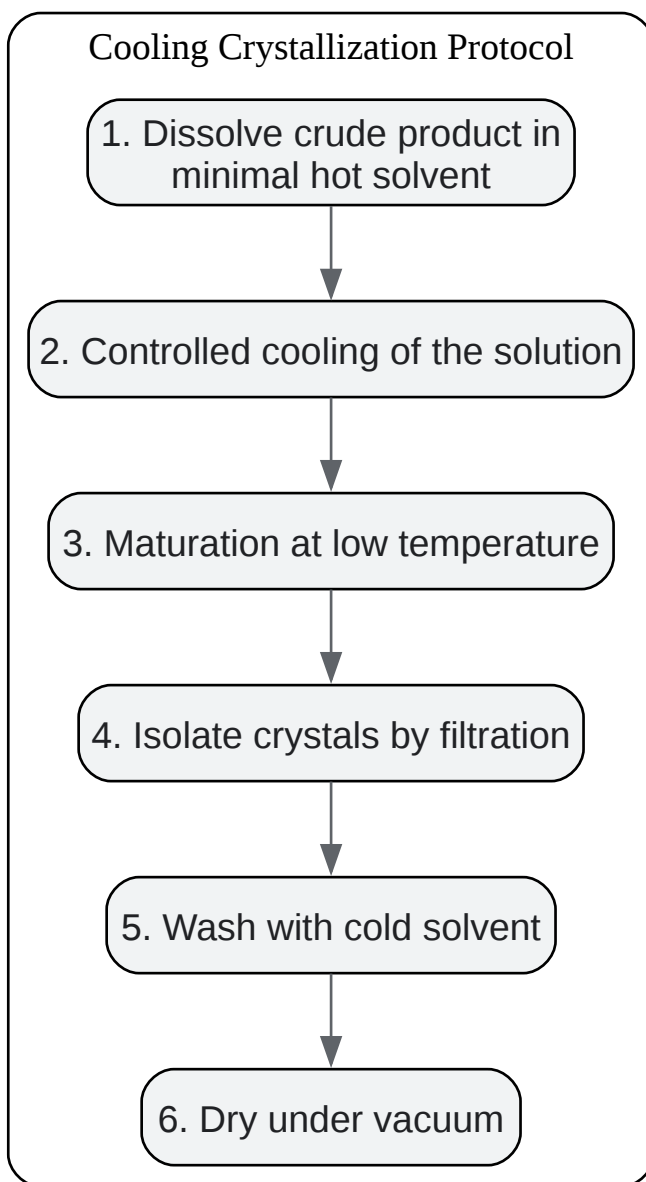 Cooling Crystallization Protocol
1. Dissolve crude product in
minimal hot solvent
2. Controlled cooling of the solution
3. Maturation at low temperature
4. Isolate crystals by filtration
5. Wash with cold solvent
6. Dry under vacuum